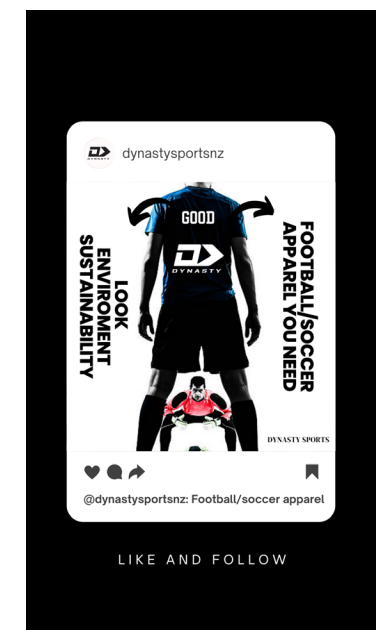 DYNASTY
dynastysportsnz
GOOD
DYNASTY
LOOK
ENVIROMENT
SUSTAINABILITY
FOOTBALL/SOCCER
APPAREL YOU NEED
DYNASTY SPORTS
@dynastysportsnz: Football/soccer apparel
LIKE AND FOLLOW